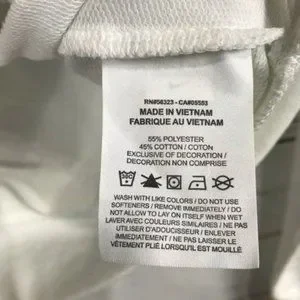 RN#56323 - CA#05553
MADE IN VIETNAM
FABRIQUE AU VIETNAM
55% POLYESTER
45% COTTON / COTON
EXCLUSIVE OF DECORATION /
DECORATION NON COMPRISE
WASH WITH LIKE COLORS / DO NOT USE
SOFTENERS / REMOVE IMMEDIATELY / DO
NOT ALLOW TO LAY ON ITSELF WHEN WET
LAVER AVEC COULEURS SIMILAIRES / NE PAS
UTILISER D'ADOUCISSEUR / ENLEVER
IMMÉDIATEMENT / NE PAS LAISSER LE
VÊTEMENT PLIÉ LORSQU'IL EST MOUILLÉ